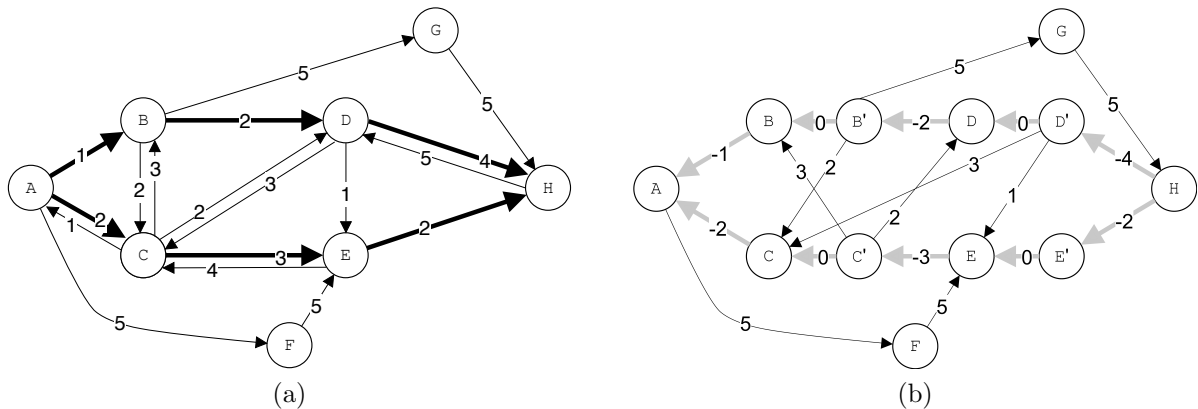 G G
5 5
B D 5 B B' D D' 5
2 0 -2 0
1 4 -1 -4
5 3 3
A 2 3 H A 2 H
3 1 1
2 2 -2 2 -2
1 2
C 3 E C C' E E'
4 0 -3 0
5 5
5 5
F F
(a) (b)